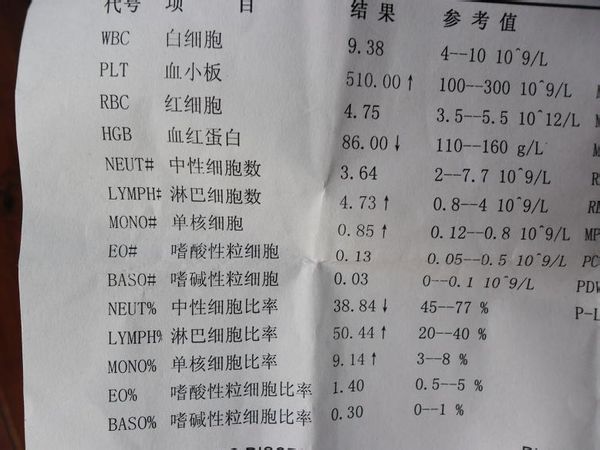 代号 项 目 结果 参考值
WBC 白细胞 9.38 4--10 10^9/L
PLT 血小板 510.00↑ 100--300 10^9/L
RBC 红细胞 4.75 3.5--5.5 10^12/L
HGB 血红蛋白 86.00↓ 110--160 g/L
NEUT# 中性细胞数 3.64 2--7.7 10^9/L
LYMPH# 淋巴细胞数 4.73↑ 0.8--4 10^9/L
MONO# 单核细胞 0.85↑ 0.12--0.8 10^9/L MP
EO# 嗜酸性粒细胞 0.13 0.05--0.5 10^9/L PC
BASO# 嗜碱性粒细胞 0.03 0--0.1 10^9/L PDW
NEUT% 中性细胞比率 38.84↓ 45--77 % P-L
LYMPH% 淋巴细胞比率 50.44↑ 20--40 %
MONO% 单核细胞比率 9.14↑ 3--8 %
EO% 嗜酸性粒细胞比率 1.40 0.5--5 %
BASO% 嗜碱性粒细胞比率 0.30 0--1 %